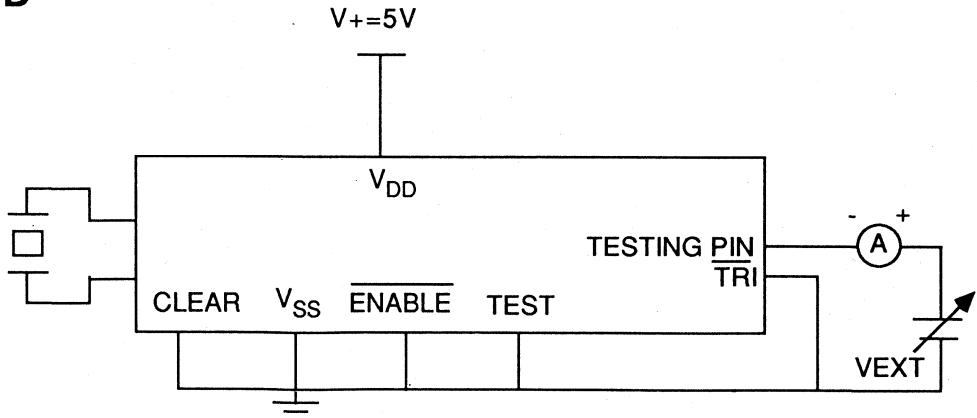 V+=5V
VDD
TESTING PIN
TRI
- +
A
CLEAR VSS ENABLE TEST
VEXT